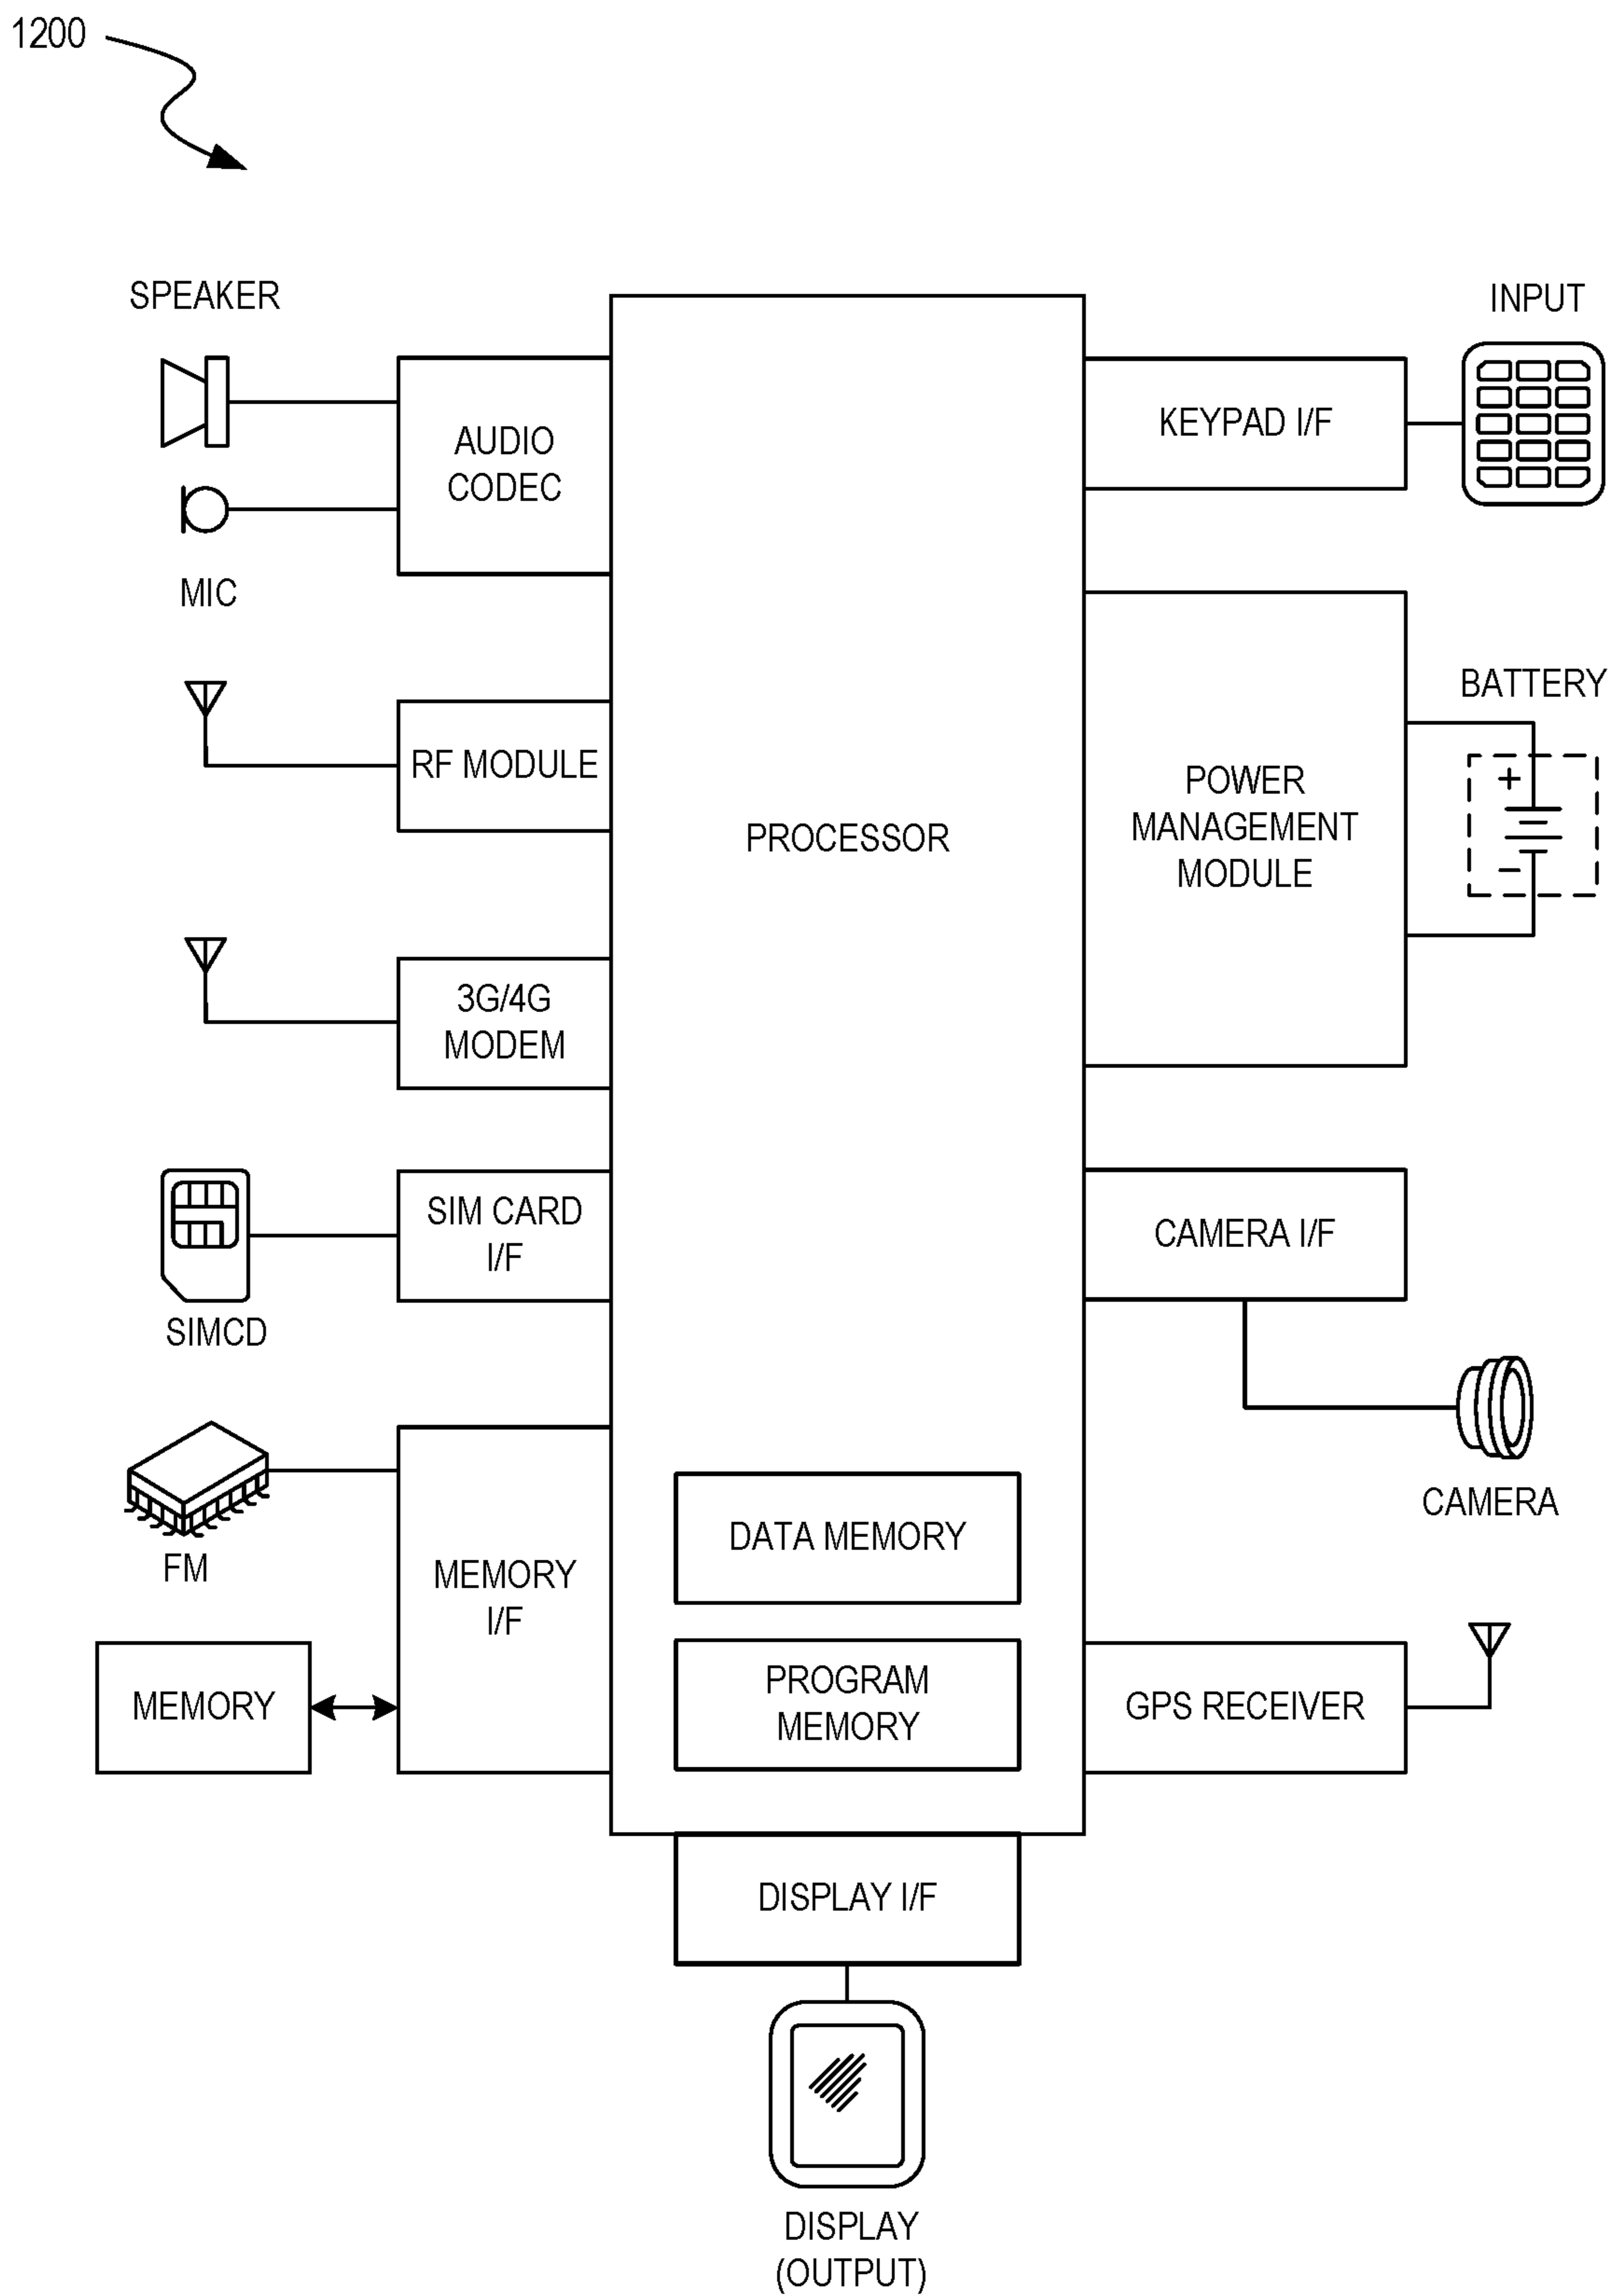 1200
SPEAKER
INPUT
AUDIO
CODEC
KEYPAD I/F
MIC
BATTERY
+
−
RF MODULE
PROCESSOR
POWER
MANAGEMENT
MODULE
3G/4G
MODEM
SIM CARD
I/F
SIMCD
CAMERA I/F
CAMERA
FM
MEMORY
I/F
DATA MEMORY
MEMORY
PROGRAM
MEMORY
GPS RECEIVER
DISPLAY I/F
DISPLAY
(OUTPUT)